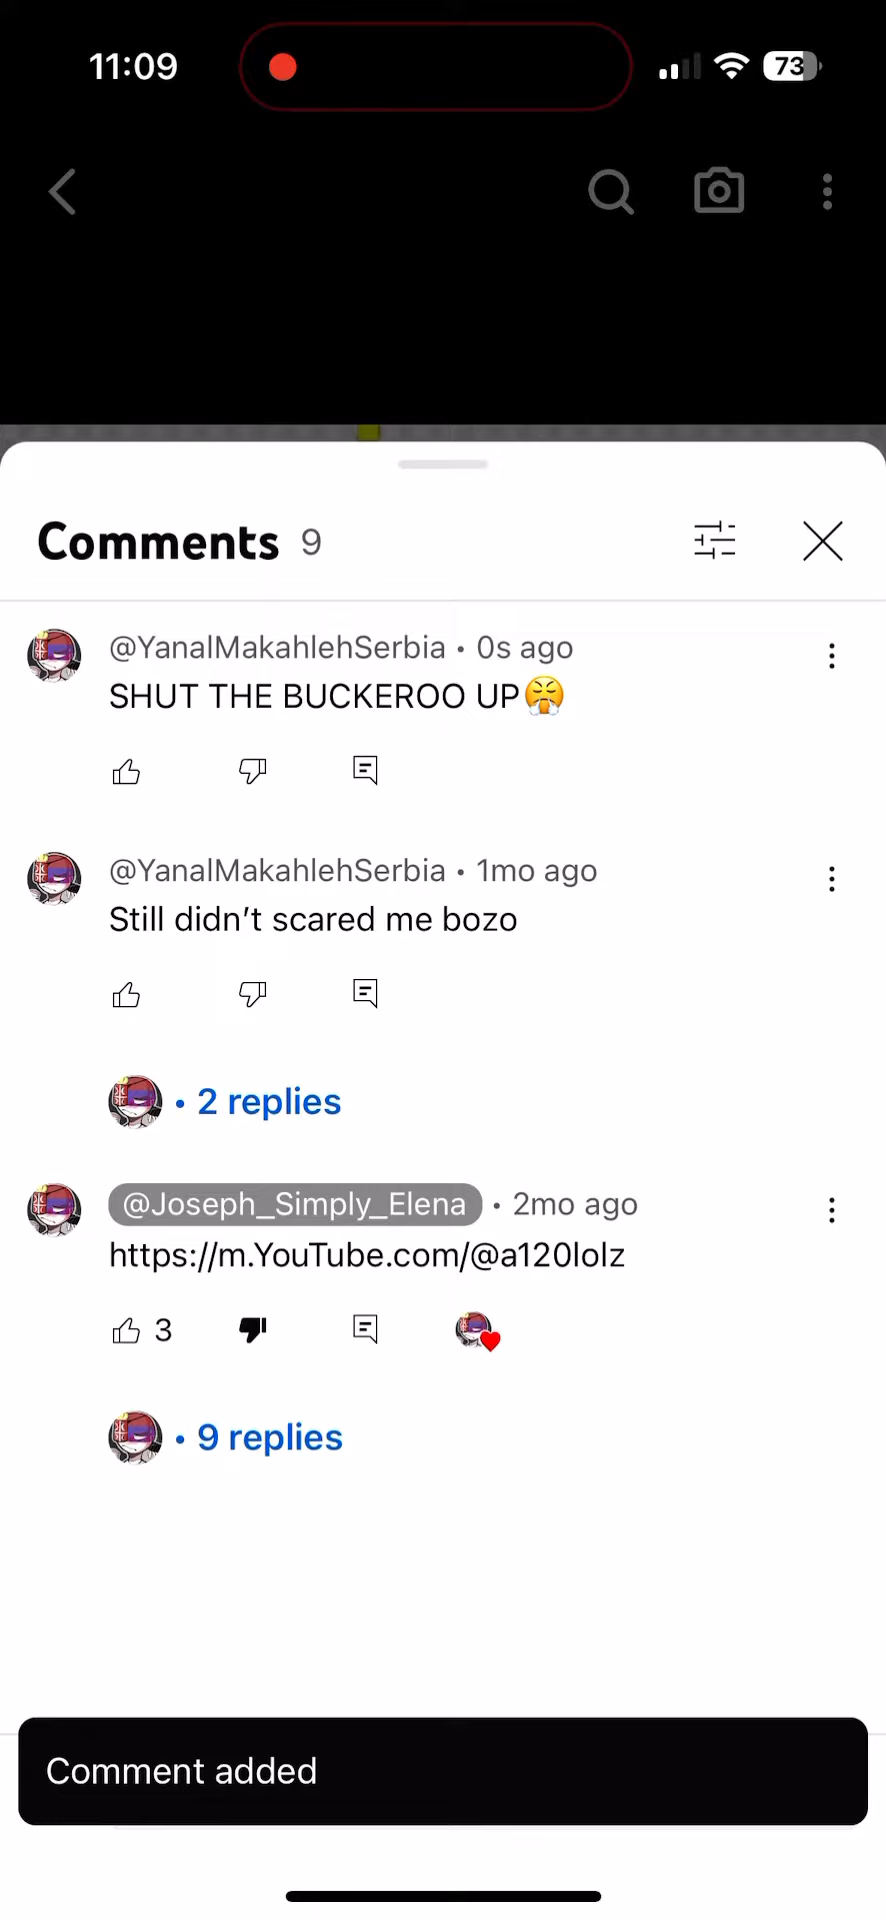 11:09
73
Comments 9
@YanalMakahlehSerbia • 0s ago
SHUT THE BUCKEROO UP😤
@YanalMakahlehSerbia • 1mo ago
Still didn’t scared me bozo
• 2 replies
@Joseph_Simply_Elena • 2mo ago
https://m.YouTube.com/@a120lolz
3
• 9 replies
Comment added